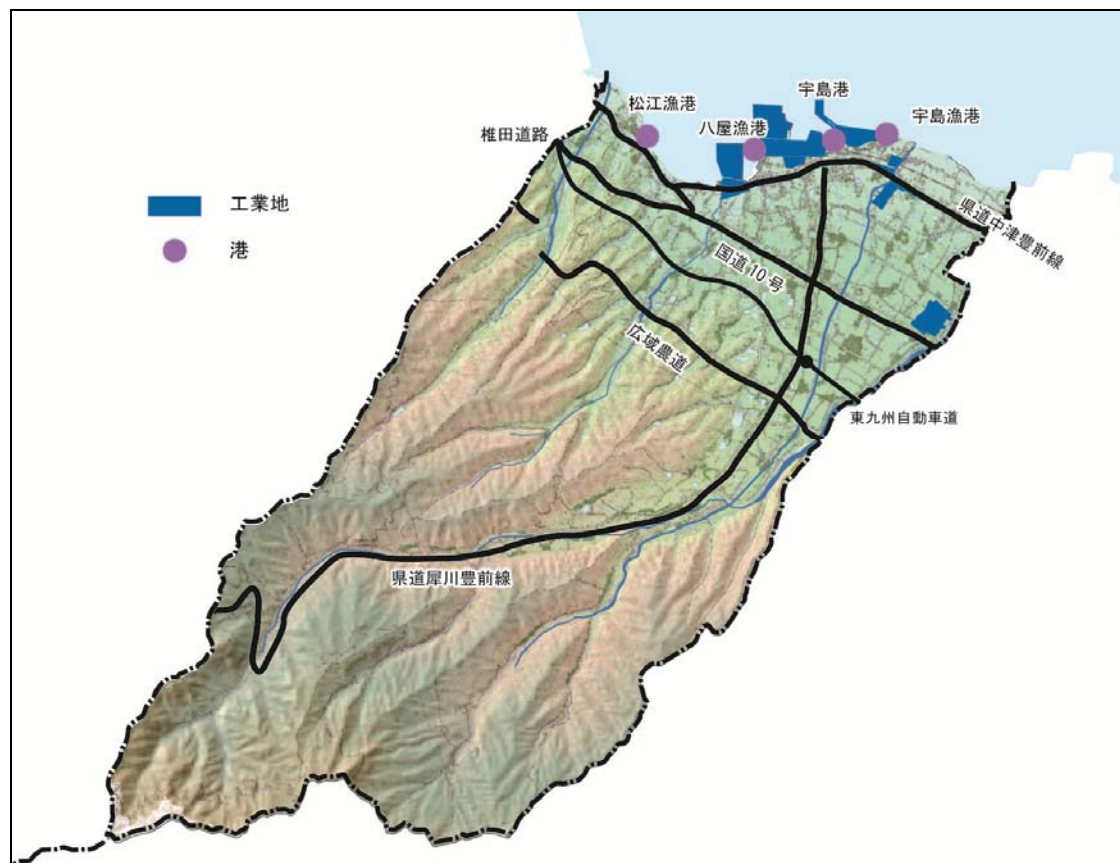 宇島港
松江漁港
宇島漁港
八屋漁港
椎田道路
工業地
県道中津豊前線
港
国道10号
広域農道
東九州自動車道
県道犀川豊前線